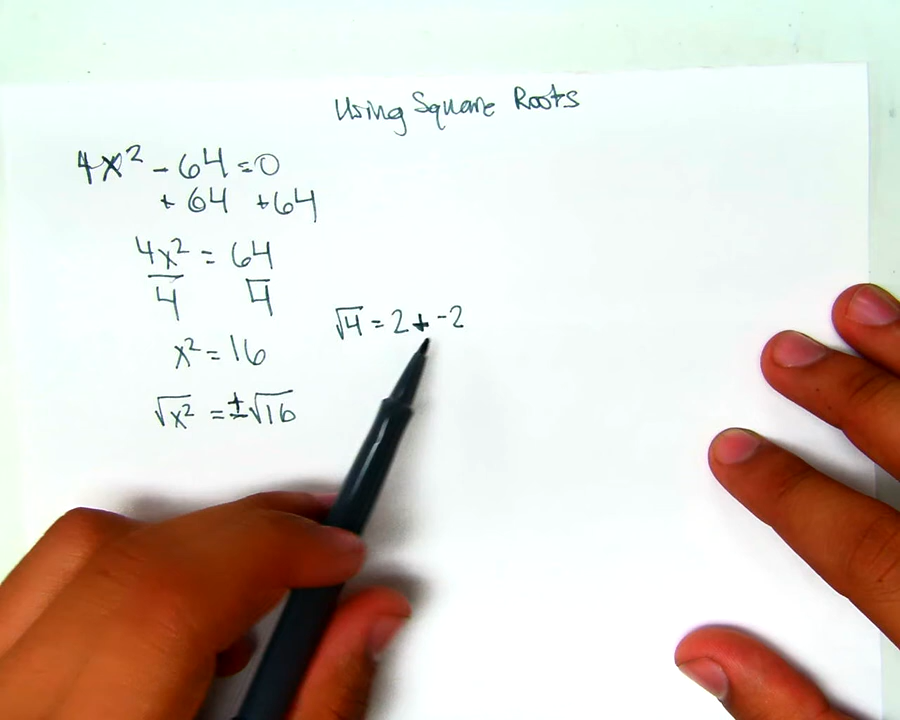 Using Square Roots
4x² - 64 = 0
+ 64 +64
4x² = 64
4 4
x² = 16
√4 = 2 + -2
√x² = ±√16